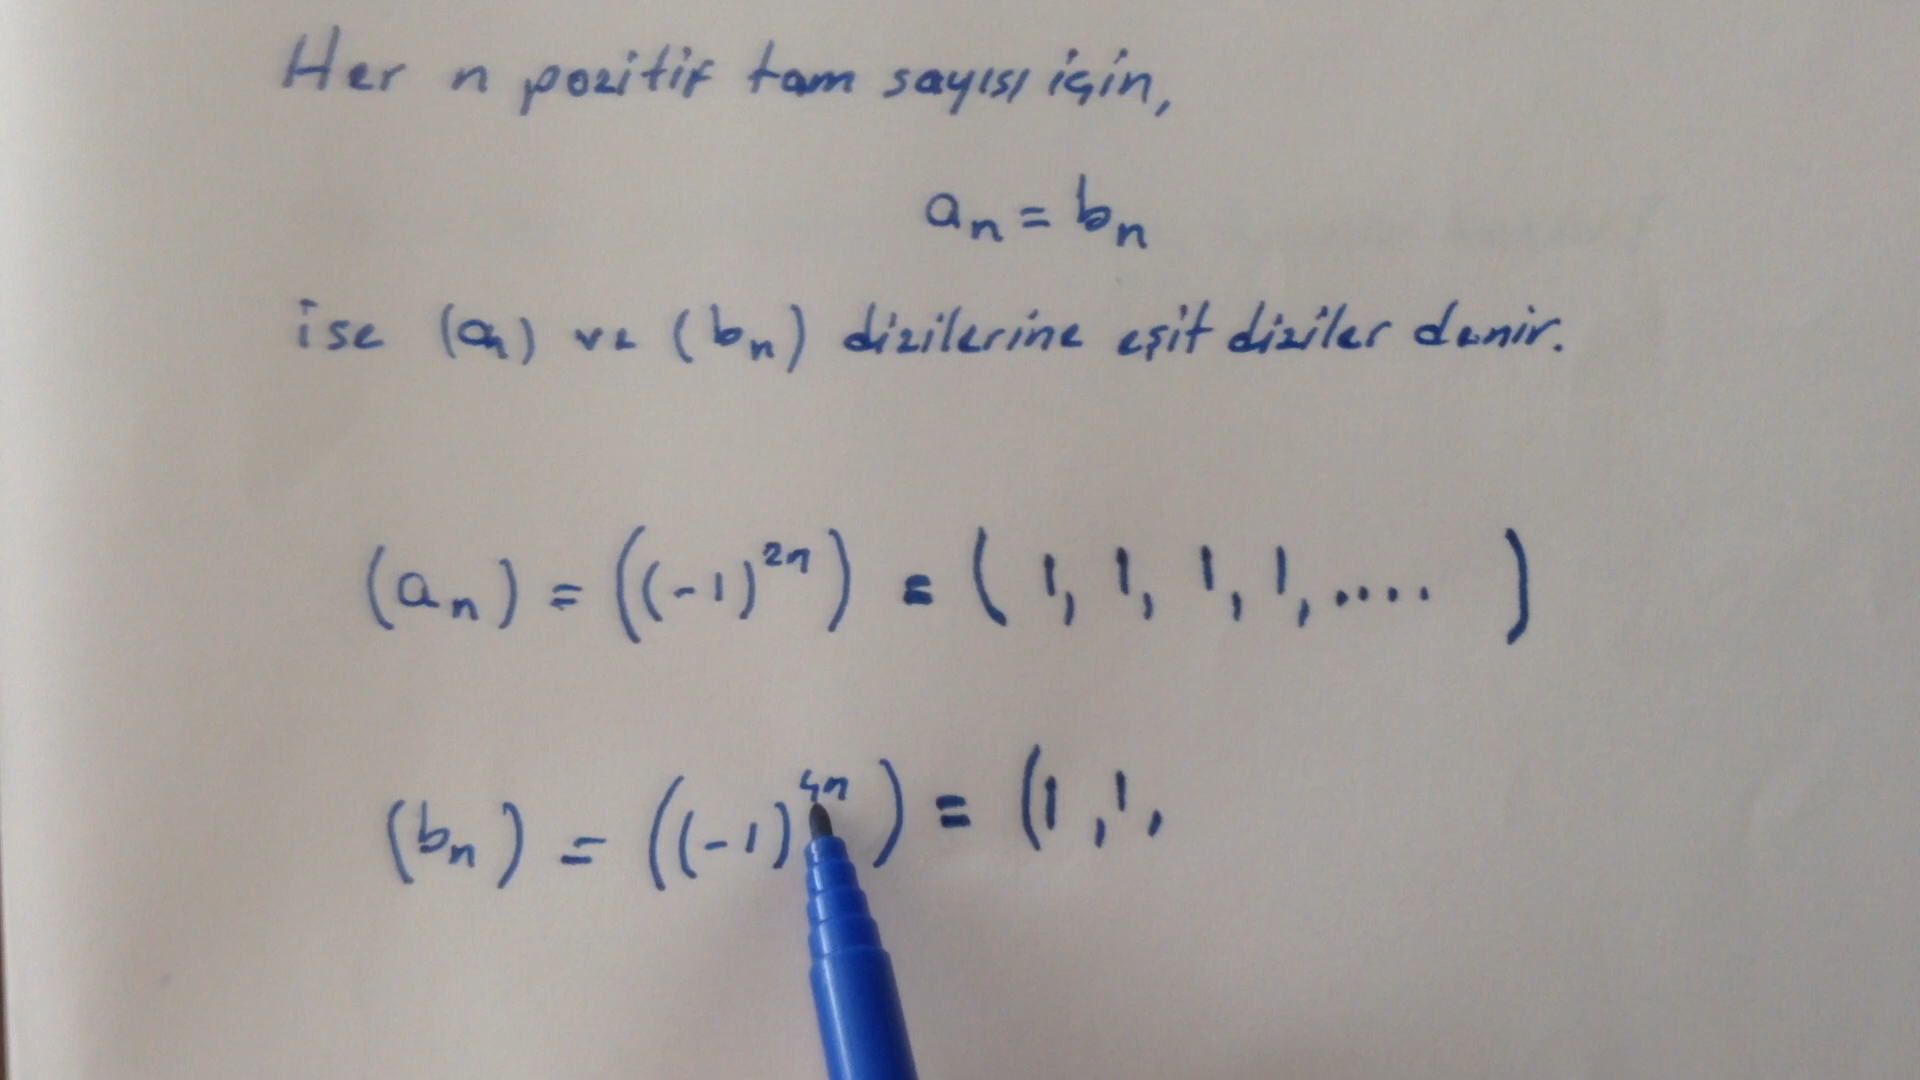 Her n pozitif tam sayısı için,
aₙ = bₙ
ise (aₙ) ve (bₙ) dizilerine eşit diziler denir.
(aₙ) = ((-1)²ⁿ) = ( 1, 1, 1, 1, .... )
(bₙ) = ((-1)⁴ⁿ) = (1 , 1 ,